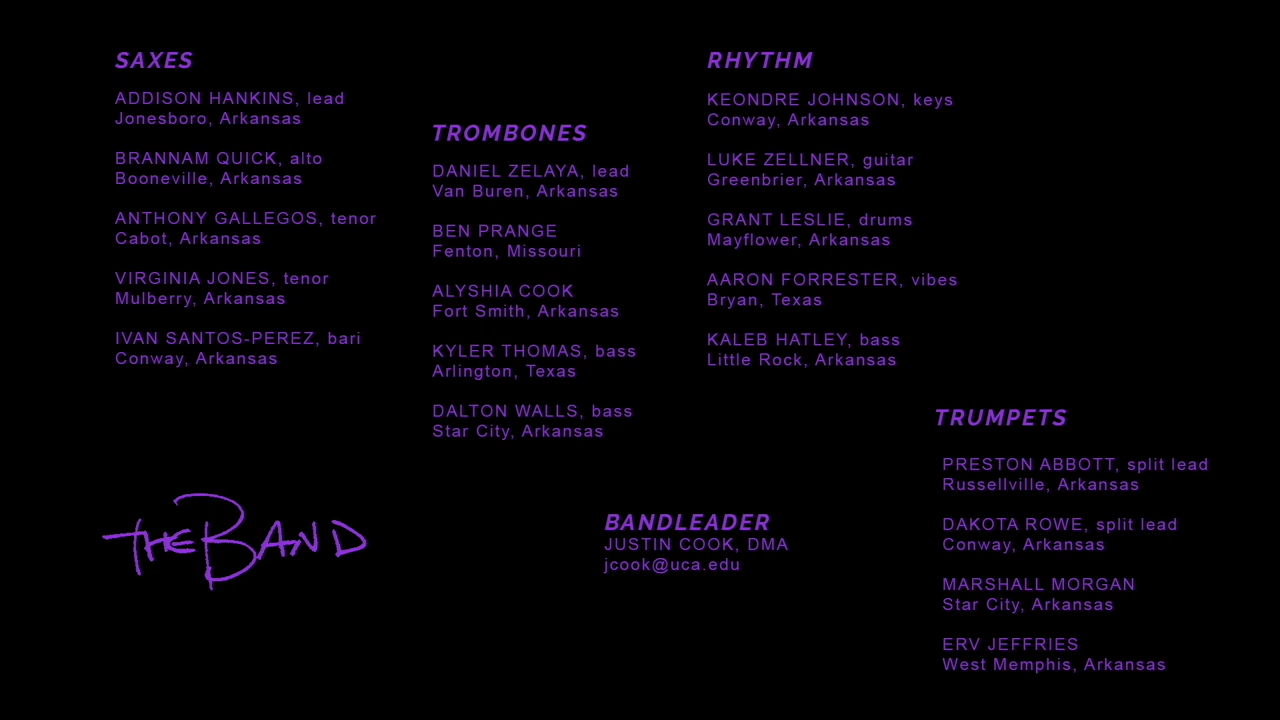 SAXES
ADDISON HANKINS, lead
Jonesboro, Arkansas
BRANNAM QUICK, alto
Booneville, Arkansas
ANTHONY GALLEGOS, tenor
Cabot, Arkansas
VIRGINIA JONES, tenor
Mulberry, Arkansas
IVAN SANTOS-PEREZ, bari
Conway, Arkansas
TROMBONES
DANIEL ZELAYA, lead
Van Buren, Arkansas
BEN PRANGE
Fenton, Missouri
ALYSHIA COOK
Fort Smith, Arkansas
KYLER THOMAS, bass
Arlington, Texas
DALTON WALLS, bass
Star City, Arkansas
RHYTHM
KEONDRE JOHNSON, keys
Conway, Arkansas
LUKE ZELLNER, guitar
Greenbrier, Arkansas
GRANT LESLIE, drums
Mayflower, Arkansas
AARON FORRESTER, vibes
Bryan, Texas
KALEB HATLEY, bass
Little Rock, Arkansas
TRUMPETS
PRESTON ABBOTT, split lead
Russellville, Arkansas
DAKOTA ROWE, split lead
Conway, Arkansas
MARSHALL MORGAN
Star City, Arkansas
ERV JEFFRIES
West Memphis, Arkansas
THE BAND
BANDLEADER
JUSTIN COOK, DMA
jcook@uca.edu